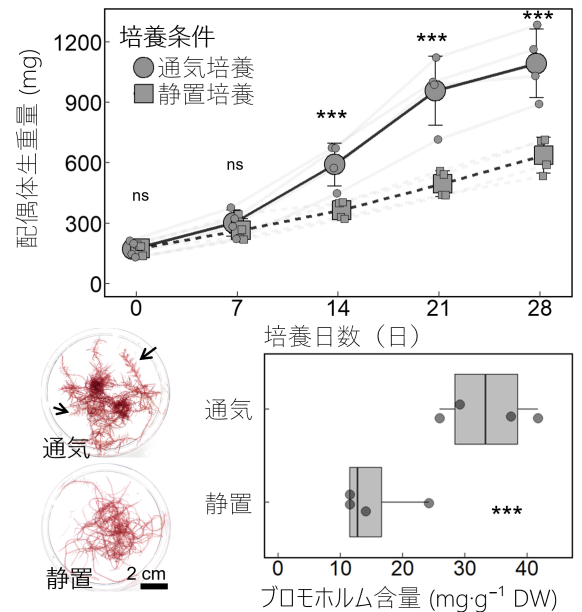 培養条件
通気培養
静置培養
配偶体生重量 (mg)
1200
900
600
300
0
ns
ns
***
***
***
0 7 14 21 28
培養日数（日）
通気
静置
2 cm
通気
静置
***
0 10 20 30 40
ブロモホルム含量 (mg·g⁻¹ DW)